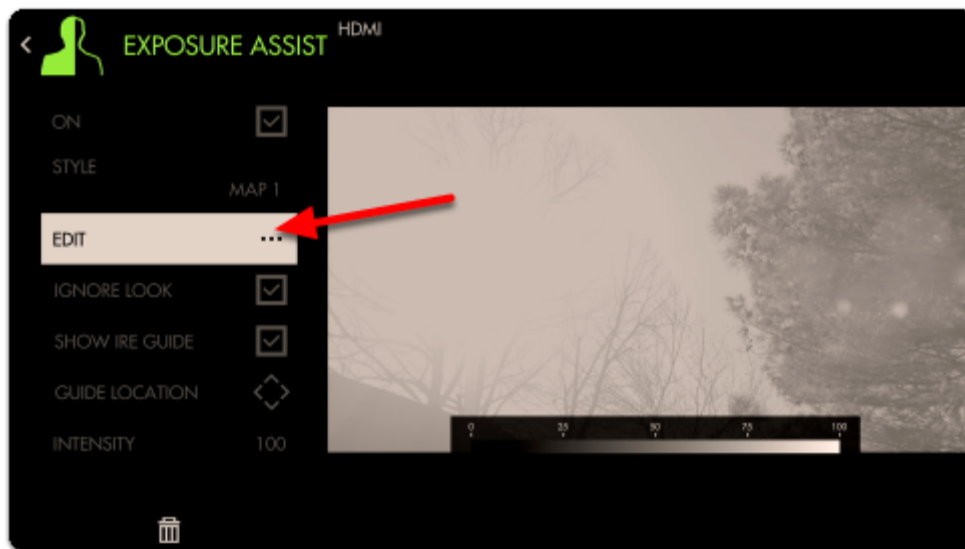 EXPOSURE ASSIST
HDMI
ON
STYLE
MAP 1
EDIT ...
IGNORE LOOK
SHOW IRE GUIDE
GUIDE LOCATION
INTENSITY 100
0 25 50 75 100